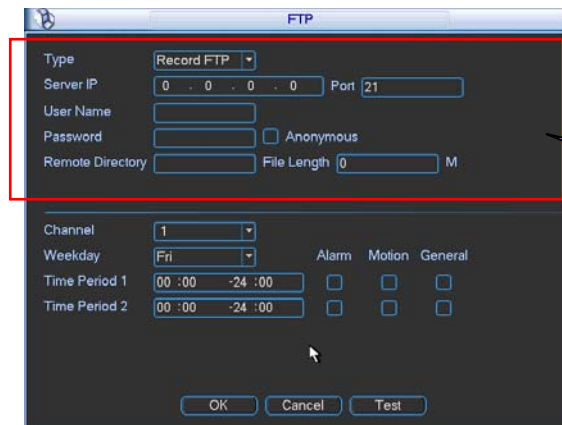 FTP
Type Record FTP
Server IP 0 . 0 . 0 . 0 Port 21
User Name
Password Anonymous
Remote Directory File Length 0 M
Channel 1
Weekday Fri Alarm Motion General
Time Period 1 00 :00 -24 :00
Time Period 2 00 :00 -24 :00
OK Cancel Test